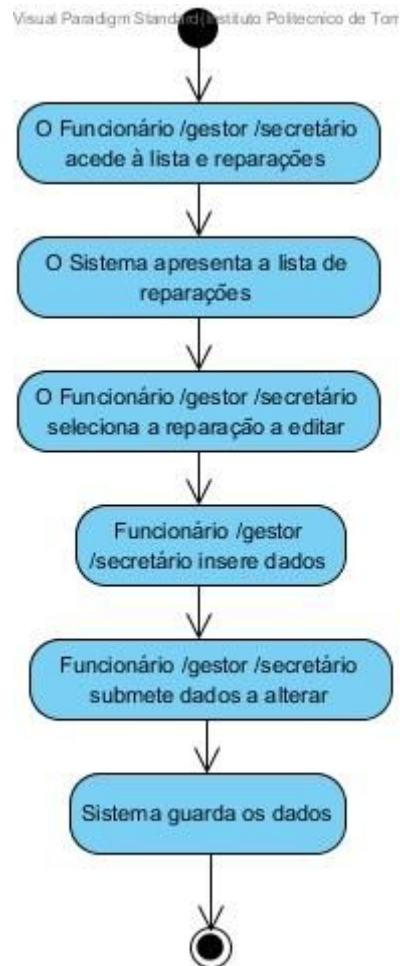 Visual Paradigm Standard (Instituto Politecnico de Tom
O Funcionário /gestor /secretário
acede à lista e reparações
O Sistema apresenta a lista de
reparações
O Funcionário /gestor /secretário
seleciona a reparação a editar
Funcionário /gestor
/secretário insere dados
Funcionário /gestor /secretário
submete dados a alterar
Sistema guarda os dados